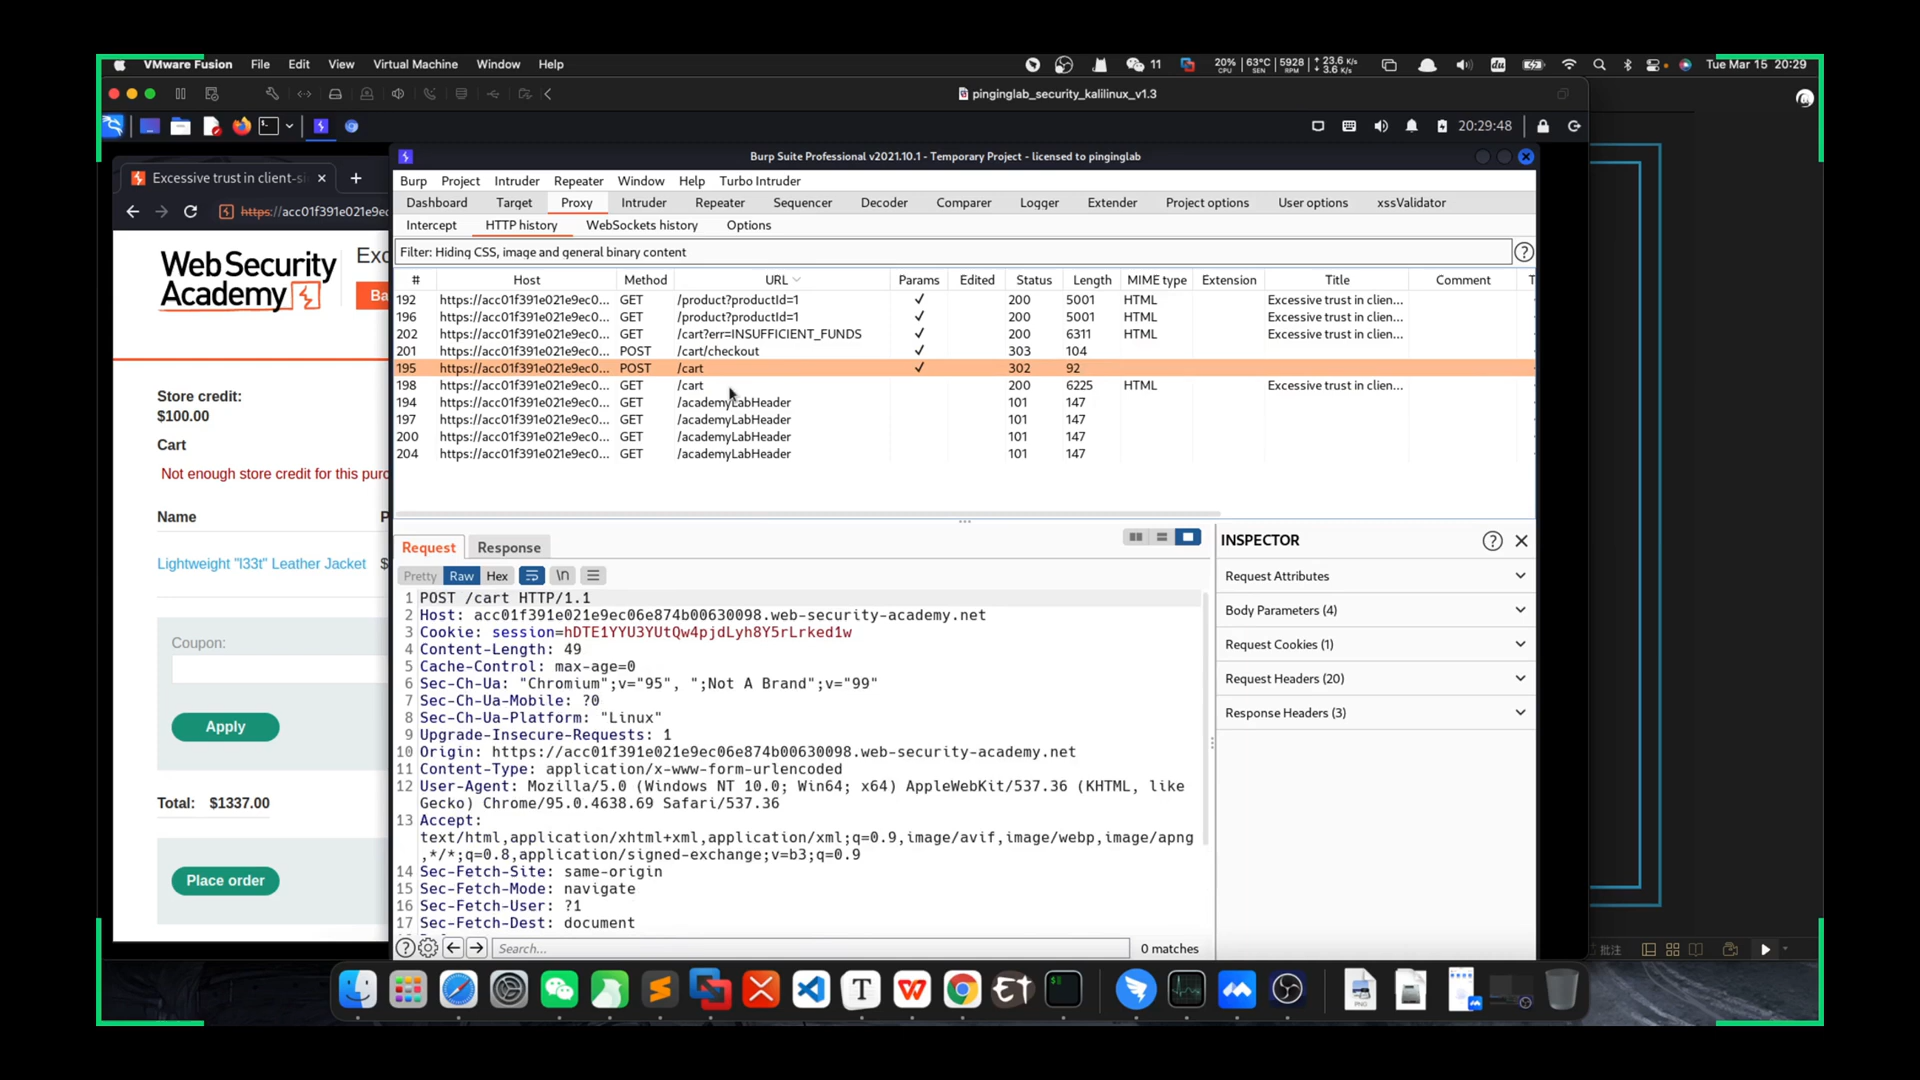 VMware Fusion File Edit View Virtual Machine Window Help
11 20% CPU 63°C SEN 5928 RPM ↑ 23.6 K/s ↓ 3.6 K/s du Tue Mar 15 20:29
pinginglab_security_kalilinux_v1.3
20:29:48
Excessive trust in client-si
https://acc01f391e021e9ec
Web Security
Academy
Exc
Ba
Store credit:
$100.00
Cart
Not enough store credit for this purc
Name P
Lightweight "l33t" Leather Jacket $
Coupon:
Apply
Total: $1337.00
Place order
Burp Suite Professional v2021.10.1 - Temporary Project - licensed to pinginglab
Burp Project Intruder Repeater Window Help Turbo Intruder
Dashboard Target Proxy Intruder Repeater Sequencer Decoder Comparer Logger Extender Project options User options xssValidator
Intercept HTTP history WebSockets history Options
Filter: Hiding CSS, image and general binary content ?
# Host Method URL Params Edited Status Length MIME type Extension Title Comment T
192 https://acc01f391e021e9ec0... GET /product?productId=1 ✓ 200 5001 HTML Excessive trust in clien...
196 https://acc01f391e021e9ec0... GET /product?productId=1 ✓ 200 5001 HTML Excessive trust in clien...
202 https://acc01f391e021e9ec0... GET /cart?err=INSUFFICIENT_FUNDS ✓ 200 6311 HTML Excessive trust in clien...
201 https://acc01f391e021e9ec0... POST /cart/checkout ✓ 303 104
195 https://acc01f391e021e9ec0... POST /cart ✓ 302 92
198 https://acc01f391e021e9ec0... GET /cart 200 6225 HTML Excessive trust in clien...
194 https://acc01f391e021e9ec0... GET /academyLabHeader 101 147
197 https://acc01f391e021e9ec0... GET /academyLabHeader 101 147
200 https://acc01f391e021e9ec0... GET /academyLabHeader 101 147
204 https://acc01f391e021e9ec0... GET /academyLabHeader 101 147
Request Response
Pretty Raw Hex \n
1 POST /cart HTTP/1.1
2 Host: acc01f391e021e9ec06e874b00630098.web-security-academy.net
3 Cookie: session=hDTE1YYU3YUtQw4pjdLyh8Y5rLrked1w
4 Content-Length: 49
5 Cache-Control: max-age=0
6 Sec-Ch-Ua: "Chromium";v="95", ";Not A Brand";v="99"
7 Sec-Ch-Ua-Mobile: ?0
8 Sec-Ch-Ua-Platform: "Linux"
9 Upgrade-Insecure-Requests: 1
10 Origin: https://acc01f391e021e9ec06e874b00630098.web-security-academy.net
11 Content-Type: application/x-www-form-urlencoded
12 User-Agent: Mozilla/5.0 (Windows NT 10.0; Win64; x64) AppleWebKit/537.36 (KHTML, like
Gecko) Chrome/95.0.4638.69 Safari/537.36
13 Accept:
text/html,application/xhtml+xml,application/xml;q=0.9,image/avif,image/webp,image/apng
,*/*;q=0.8,application/signed-exchange;v=b3;q=0.9
14 Sec-Fetch-Site: same-origin
15 Sec-Fetch-Mode: navigate
16 Sec-Fetch-User: ?1
17 Sec-Fetch-Dest: document
? Search... 0 matches
INSPECTOR ?
Request Attributes
Body Parameters (4)
Request Cookies (1)
Request Headers (20)
Response Headers (3)
批注